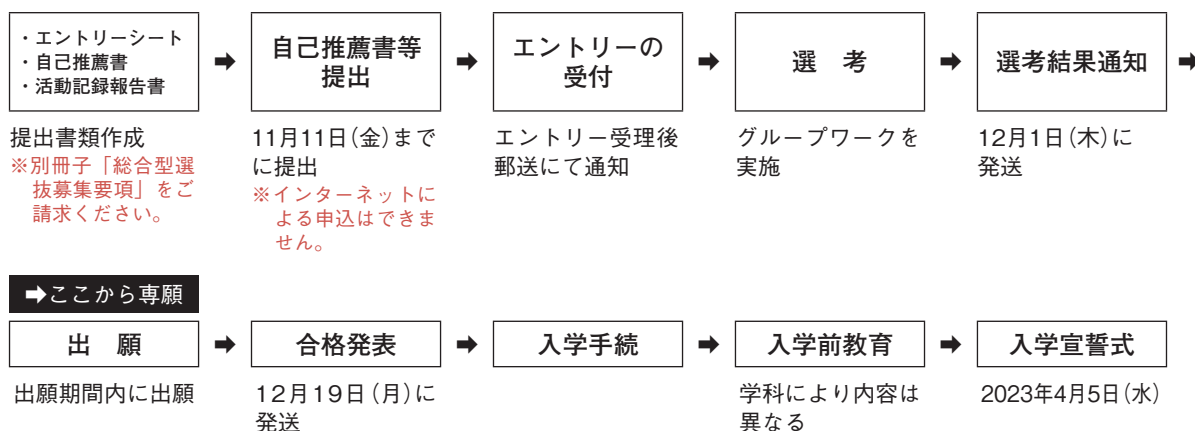 ・エントリーシート
・自己推薦書
・活動記録報告書
➡
自己推薦書等
提出
➡
エントリーの
受付
➡
選　考
➡
選考結果通知
➡
提出書類作成
※別冊子「総合型選
抜募集要項」をご
請求ください。
11月11日(金)まで
に提出
※インターネットに
よる申込はできま
せん。
エントリー受理後
郵送にて通知
グループワークを
実施
12月1日(木)に
発送
➡ここから専願
出　願
➡
合格発表
➡
入学手続
➡
入学前教育
➡
入学宣誓式
出願期間内に出願
12月19日(月)に
発送
学科により内容は
異なる
2023年4月5日(水)